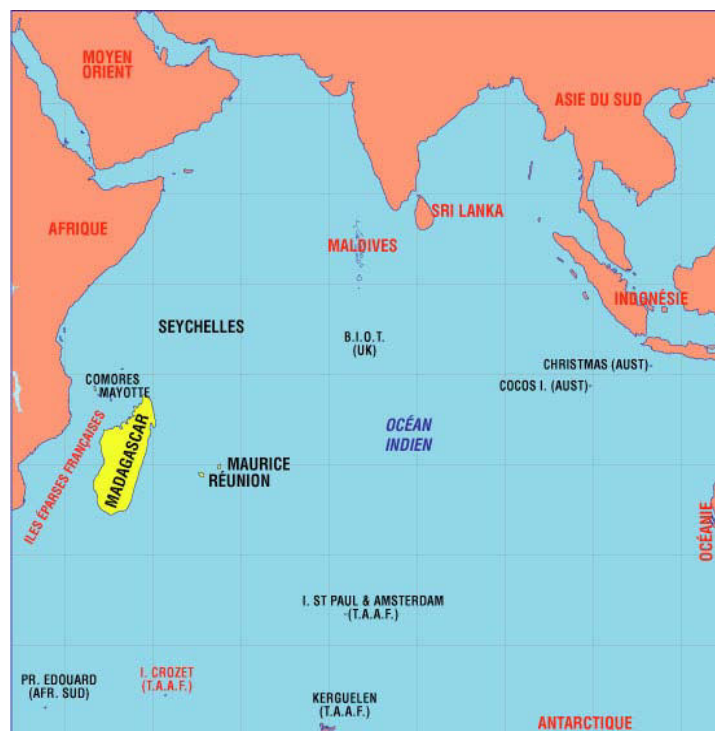 MOYEN
ORIENT
ASIE DU SUD
AFRIQUE
SRI LANKA
MALDIVES
INDONÉSIE
SEYCHELLES
B.I.O.T.
(UK)
CHRISTMAS (AUST)
COCOS I. (AUST)
COMORES
MAYOTTE
OCÉAN
INDIEN
ILES ÉPARSES FRANÇAISES
MADAGASCAR
MAURICE
RÉUNION
OCÉANIE
I. ST PAUL & AMSTERDAM
(T.A.A.F.)
PR. EDOUARD
(AFR. SUD)
I. CROZET
(T.A.A.F.)
KERGUELEN
(T.A.A.F.)
ANTARCTIQUE